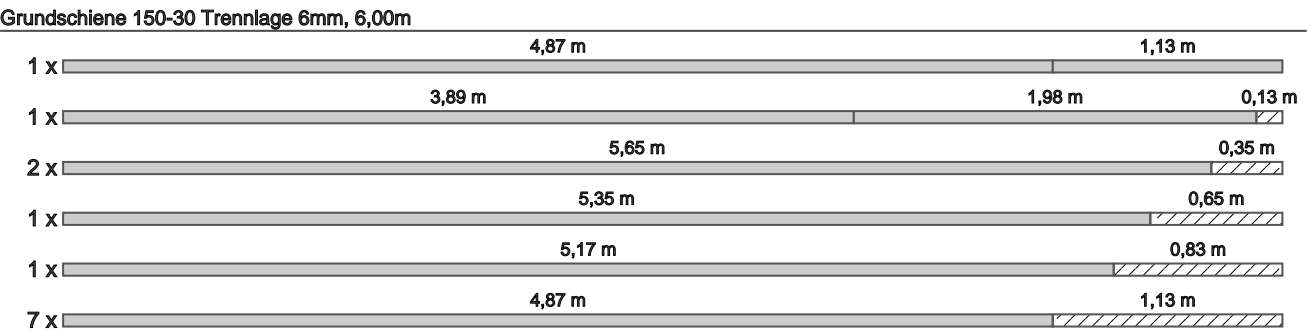 Grundschiene 150-30 Trennlage 6mm, 6,00m
4,87 m 1,13 m
1 x
3,89 m 1,98 m 0,13 m
1 x
5,65 m 0,35 m
2 x
5,35 m 0,65 m
1 x
5,17 m 0,83 m
1 x
4,87 m 1,13 m
7 x